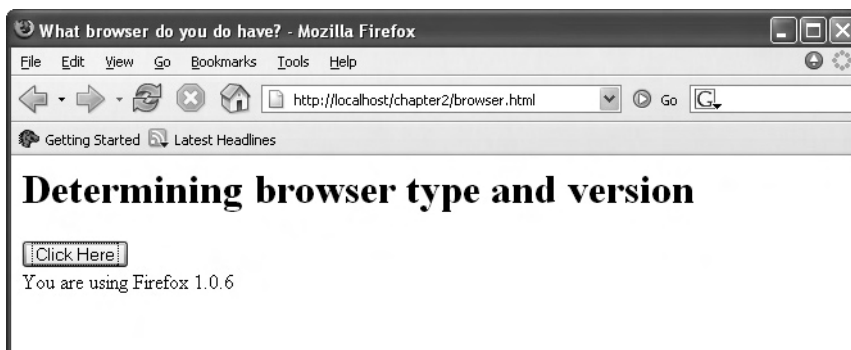 What browser do you do have? - Mozilla Firefox
File Edit View Go Bookmarks Tools Help
http://localhost/chapter2/browser.html Go G
Getting Started Latest Headlines
Determining browser type and version
Click Here
You are using Firefox 1.0.6